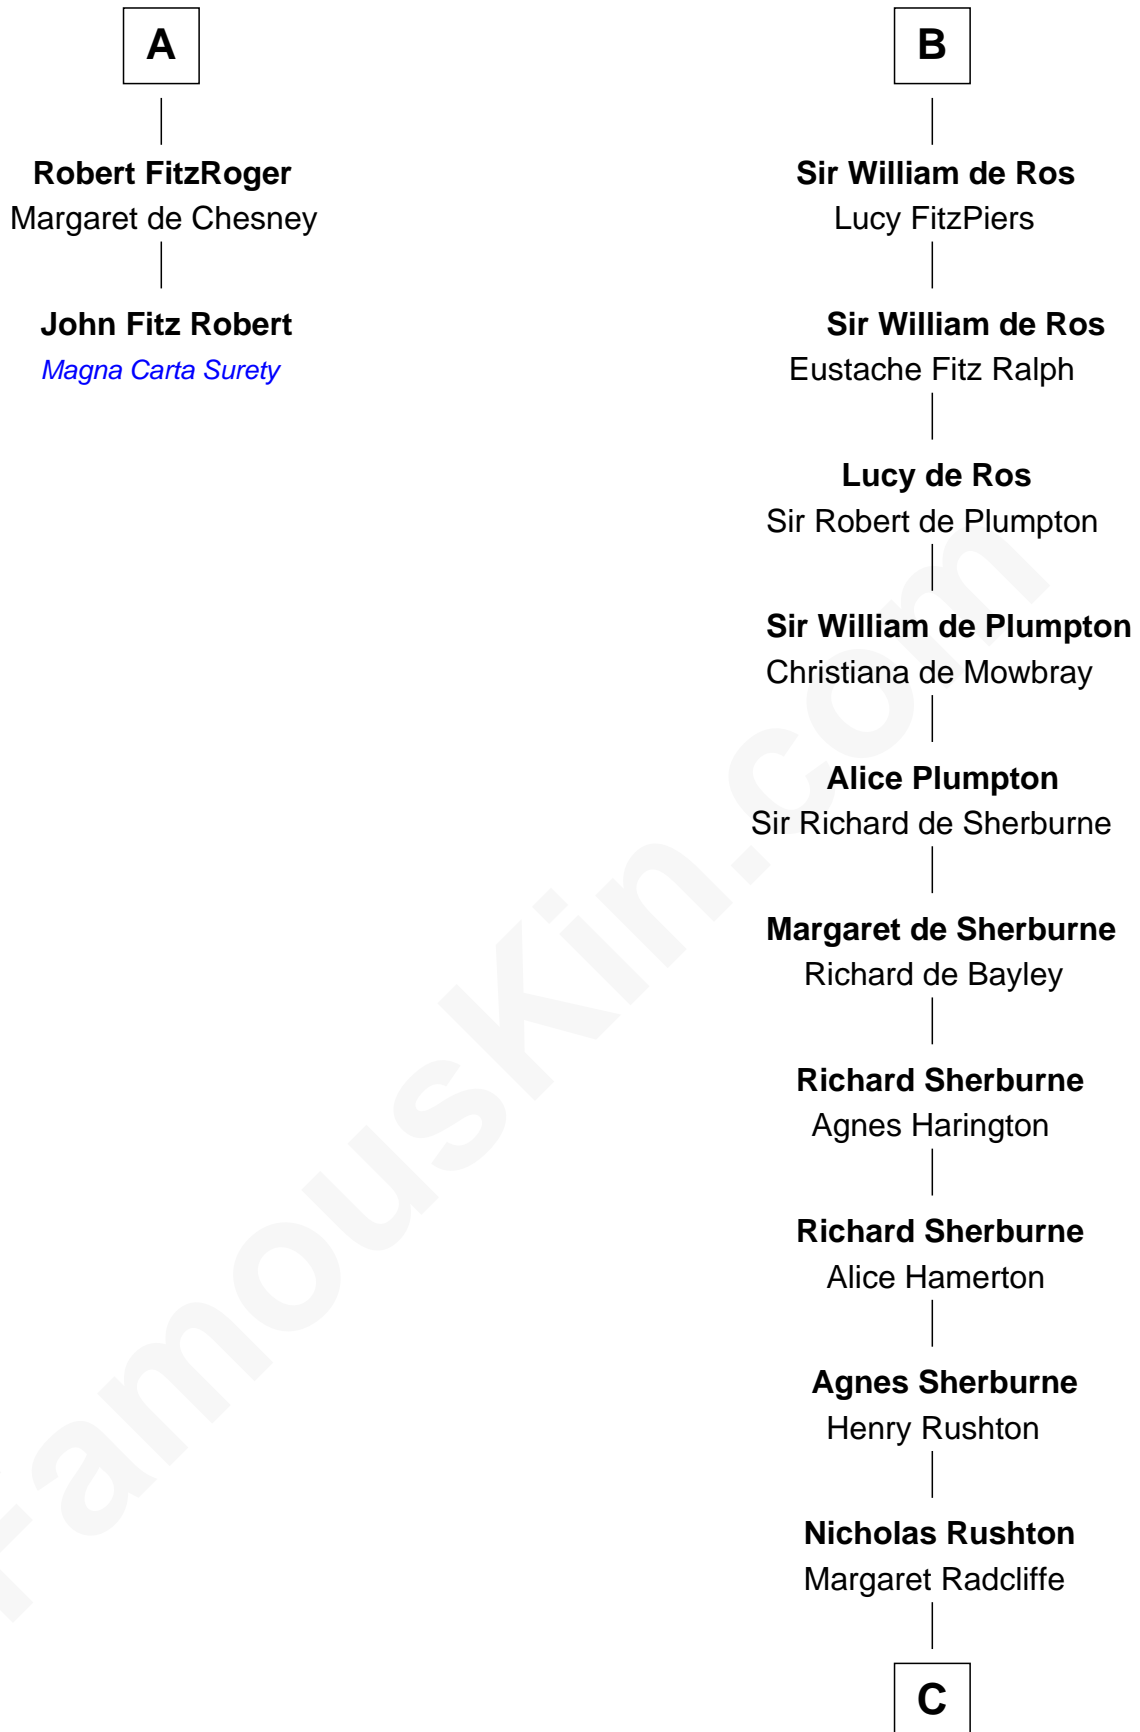 A
Robert FitzRoger
Margaret de Chesney
John Fitz Robert
Magna Carta Surety
B
Sir William de Ros
Lucy FitzPiers
Sir William de Ros
Eustache Fitz Ralph
Lucy de Ros
Sir Robert de Plumpton
Sir William de Plumpton
Christiana de Mowbray
Alice Plumpton
Sir Richard de Sherburne
Margaret de Sherburne
Richard de Bayley
Richard Sherburne
Agnes Harington
Richard Sherburne
Alice Hamerton
Agnes Sherburne
Henry Rushton
Nicholas Rushton
Margaret Radcliffe
C
FamousKin.com